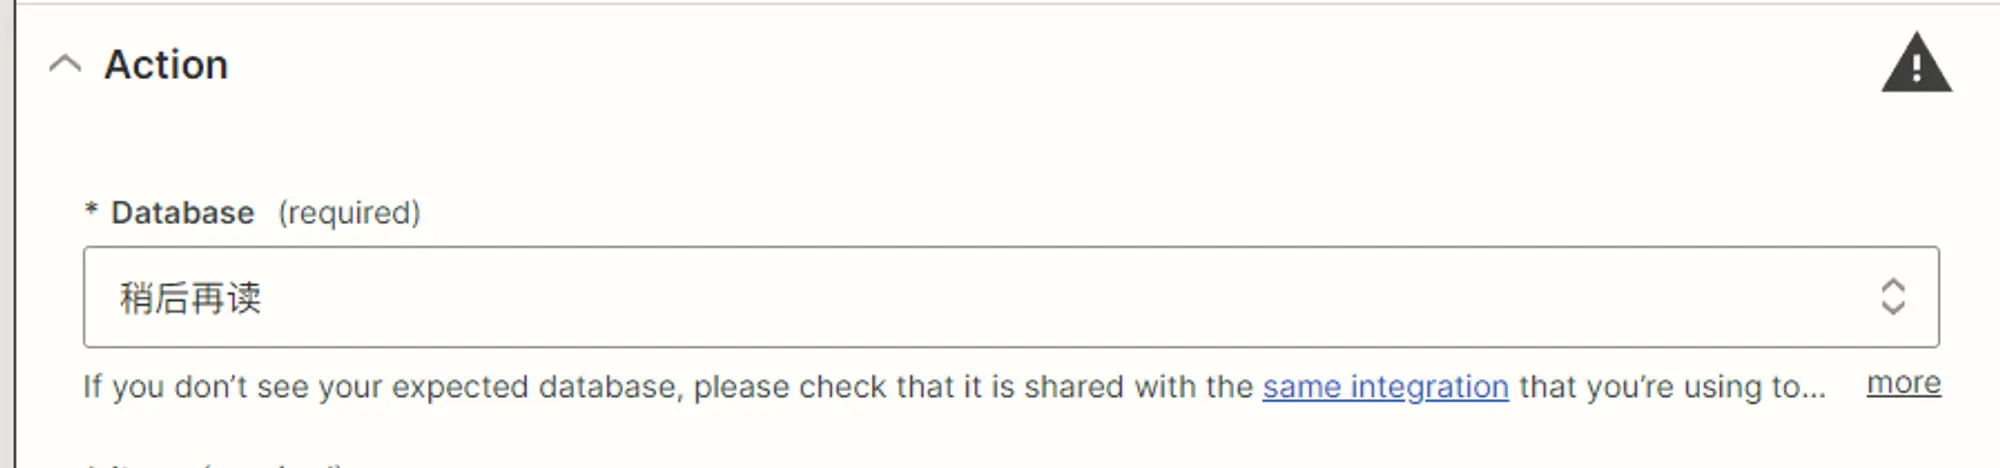 Action
* Database (required)
稍后再读
If you don't see your expected database, please check that it is shared with the same integration that you're using to... more